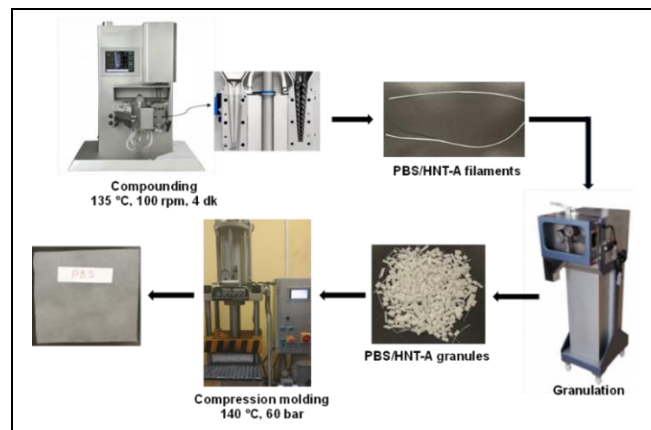 Compounding
135 °C, 100 rpm, 4 dk
PBS/HNT-A filaments
Granulation
PBS/HNT-A granules
Compression molding
140 °C, 60 bar
PBS